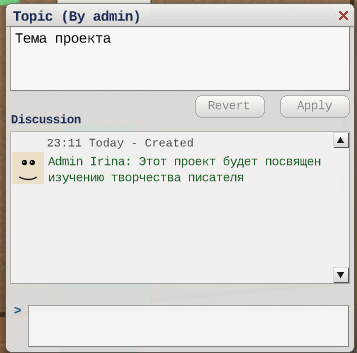 Topic (By admin)
Тема проекта
Revert
Apply
Discussion
23:11 Today - Created
Admin Irina: Этот проект будет посвящен
изучению творчества писателя
>